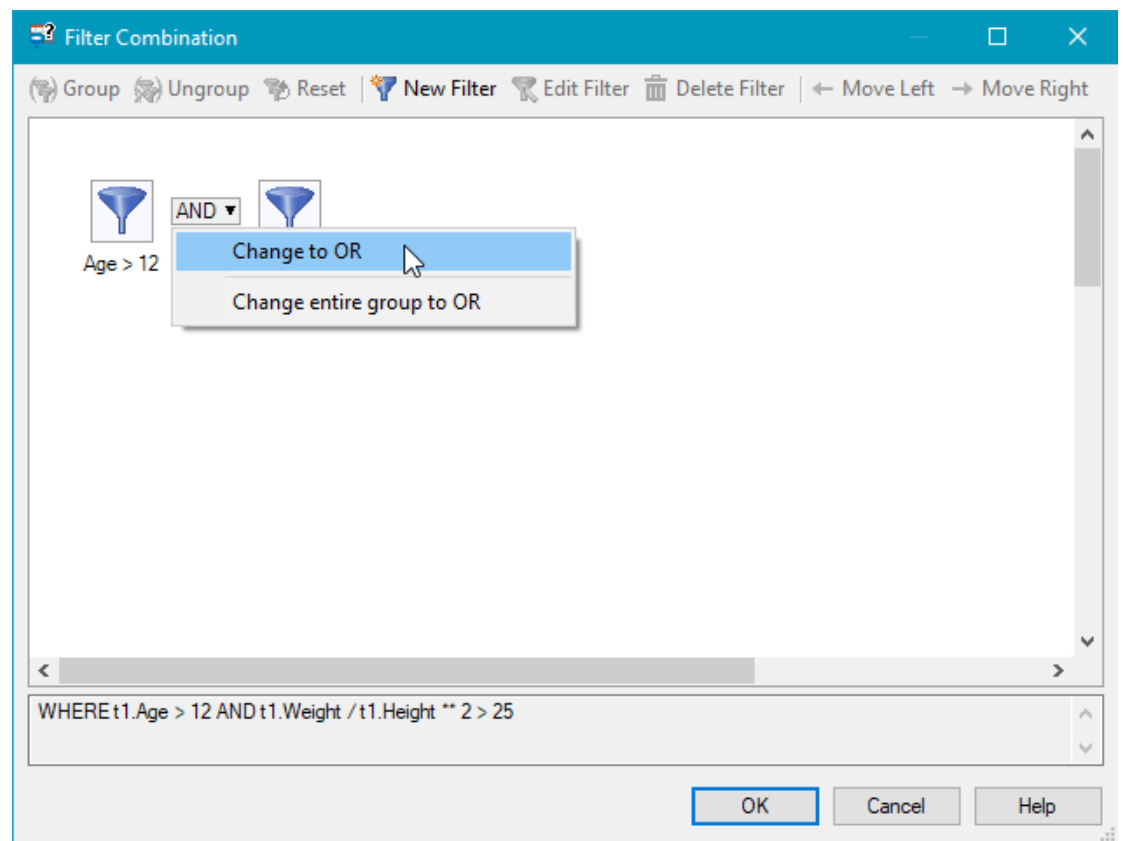 Filter Combination
Group Ungroup Reset New Filter Edit Filter Delete Filter Move Left Move Right
AND
Age > 12
Change to OR
Change entire group to OR
WHERE t1.Age > 12 AND t1.Weight / t1.Height ** 2 > 25
OK Cancel Help